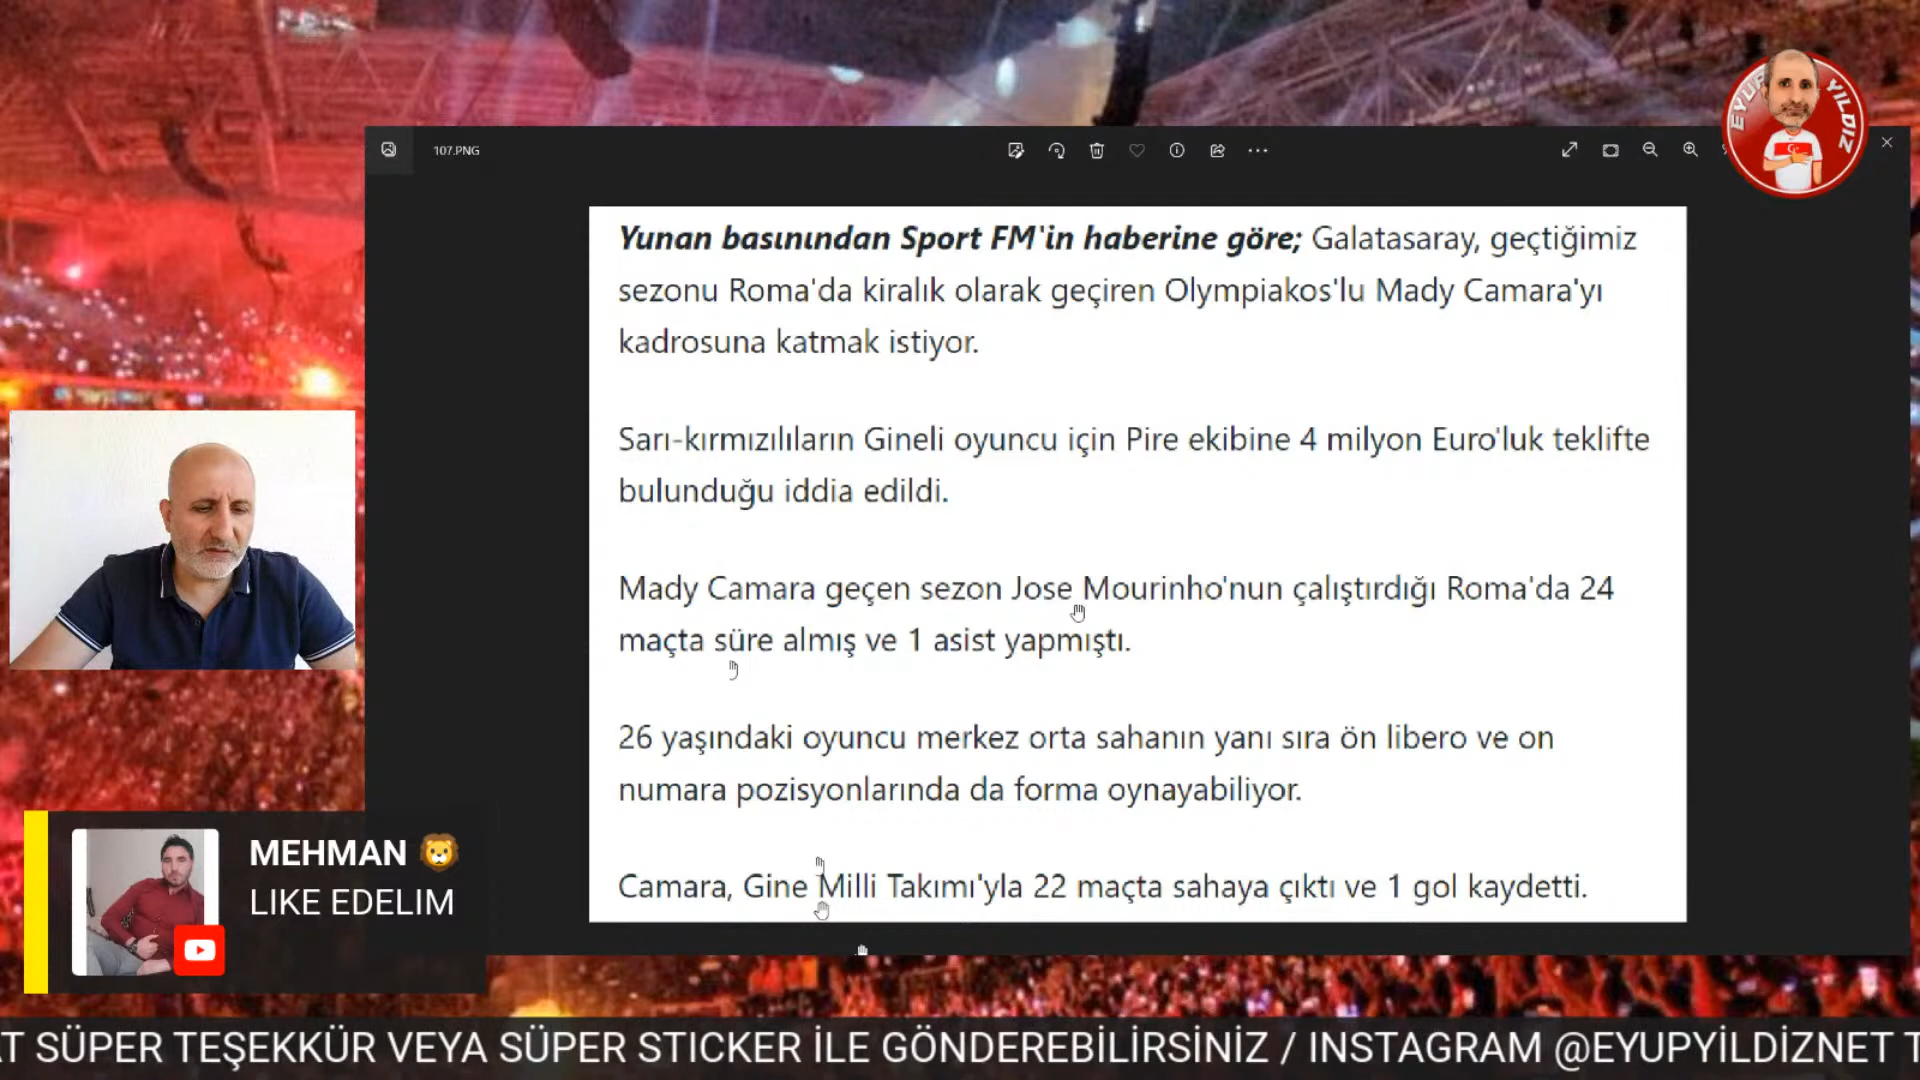 EYUP YILDIZ
107.PNG
Yunan basınından Sport FM'in haberine göre; Galatasaray, geçtiğimiz
sezonu Roma'da kiralık olarak geçiren Olympiakos'lu Mady Camara'yı
kadrosuna katmak istiyor.
Sarı-kırmızılıların Gineli oyuncu için Pire ekibine 4 milyon Euro'luk teklifte
bulunduğu iddia edildi.
Mady Camara geçen sezon Jose Mourinho'nun çalıştırdığı Roma'da 24
maçta süre almış ve 1 asist yapmıştı.
26 yaşındaki oyuncu merkez orta sahanın yanı sıra ön libero ve on
numara pozisyonlarında da forma oynayabiliyor.
Camara, Gine Milli Takımı'yla 22 maçta sahaya çıktı ve 1 gol kaydetti.
MEHMAN 🦁
LIKE EDELIM
SÜPER TEŞEKKÜR VEYA SÜPER STICKER İLE GÖNDEREBİLİRSİNİZ / INSTAGRAM @EYUPYİLDİZNET